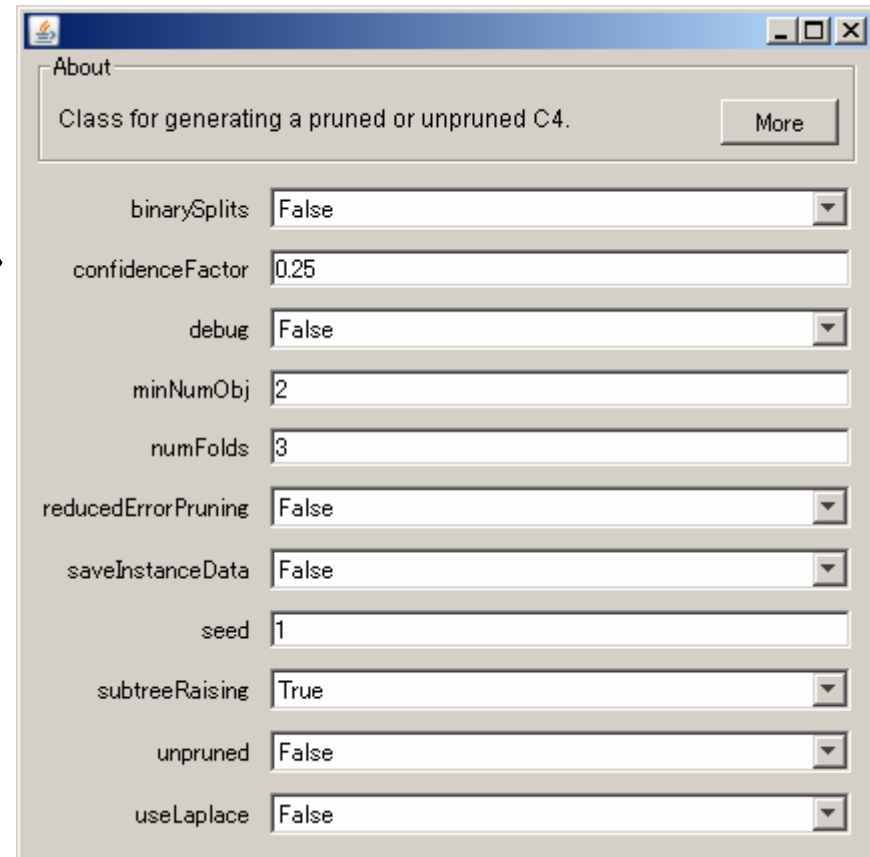 About
Class for generating a pruned or unpruned C4.
More
binarySplits False
confidenceFactor 0.25
debug False
minNumObj 2
numFolds 3
reducedErrorPruning False
saveInstanceData False
seed 1
subtreeRaising True
unpruned False
useLaplace False